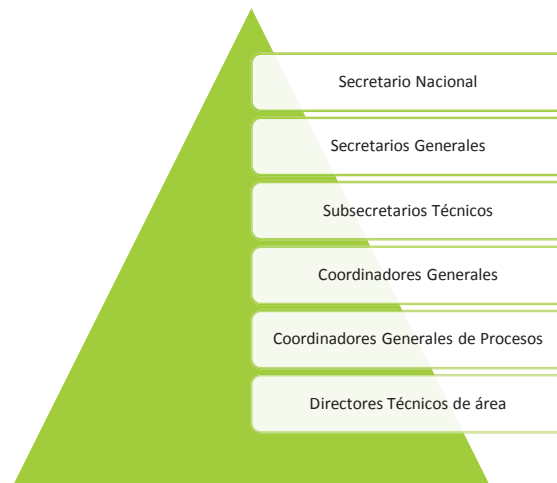 Secretario Nacional
Secretarios Generales
Subsecretarios Técnicos
Coordinadores Generales
Coordinadores Generales de Procesos
Directores Técnicos de área